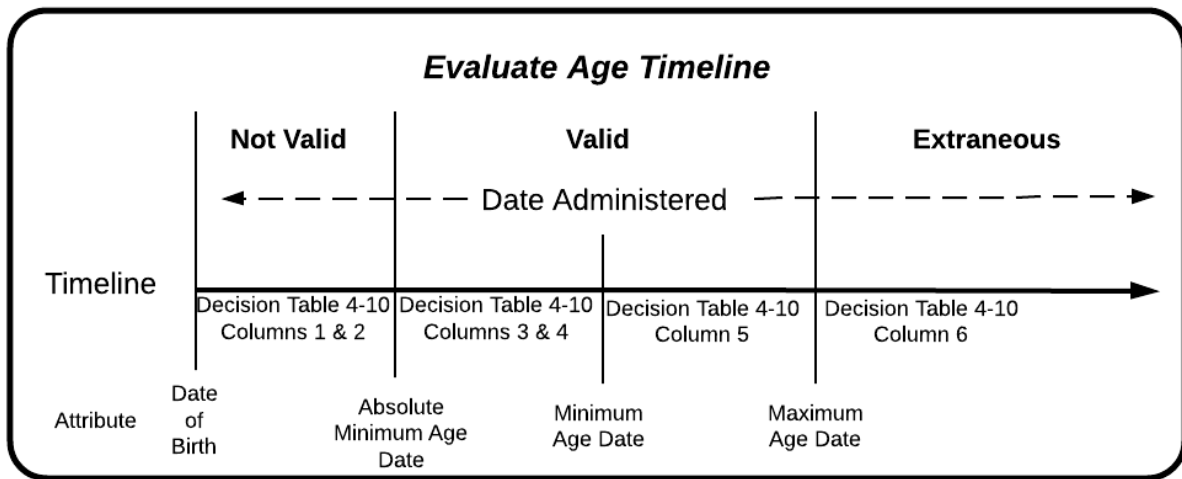 Evaluate Age Timeline
Not Valid
Valid
Extraneous
Date Administered
Timeline
Decision Table 4-10
Columns 1 & 2
Decision Table 4-10
Columns 3 & 4
Decision Table 4-10
Column 5
Decision Table 4-10
Column 6
Attribute
Date
of
Birth
Absolute
Minimum Age
Date
Minimum
Age Date
Maximum
Age Date